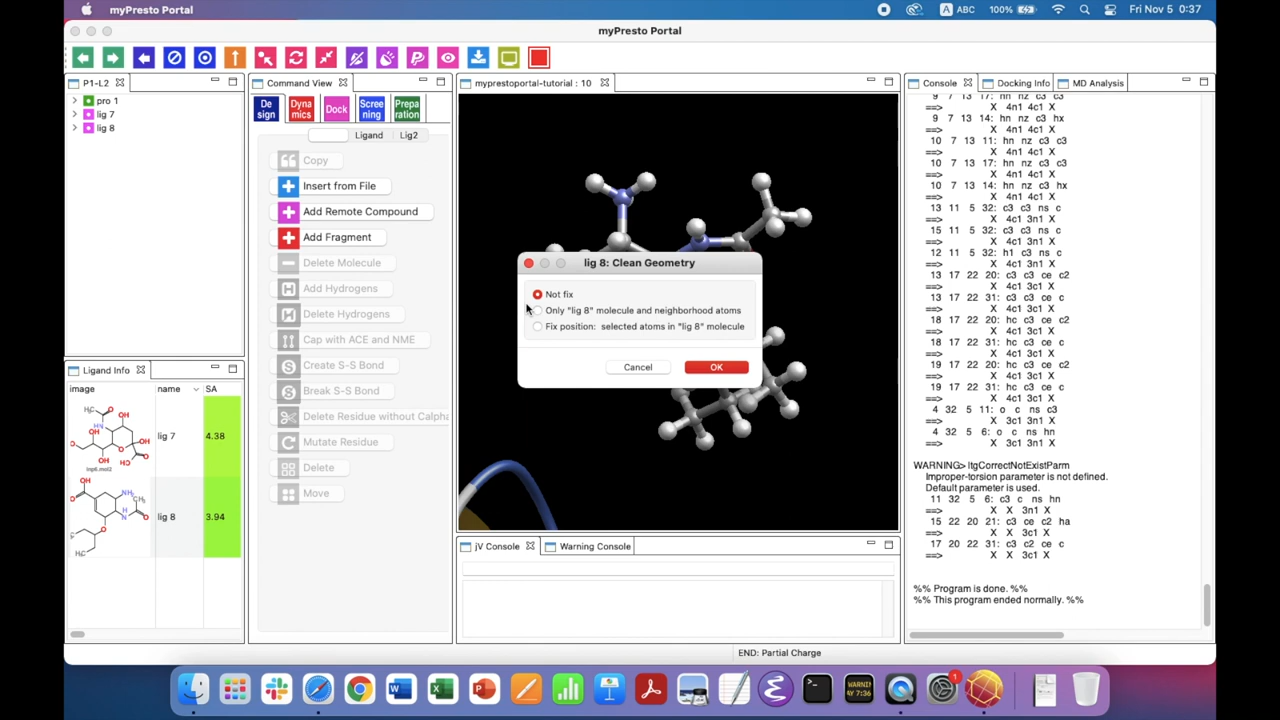 myPresto Portal
ABC
100%
Fri Nov 5 0:37
myPresto Portal
P1-L2
pro 1
lig 7
lig 8
Command View
De sign
Dyna mics
Dock
Scree ning
Prepa ration
Ligand
Lig2
Copy
Insert from File
Add Remote Compound
Add Fragment
Delete Molecule
Add Hydrogens
Delete Hydrogens
Cap with ACE and NME
Create S-S Bond
Break S-S Bond
Delete Residue without Calpha
Mutate Residue
Delete
Move
Ligand Info
image name SA
lig 7 4.38
lig 8 3.94
myprestoportal-tutorial : 10
lig 8: Clean Geometry
Not fix
Only "lig 8" molecule and neighborhood atoms
Fix position: selected atoms in "lig 8" molecule
Cancel
OK
jV Console
Warning Console
Console
Docking Info
MD Analysis
9 7 13 17: hn nz c3 c3
==> X 4n1 4c1 X
9 7 13 14: hn nz c3 hx
==> X 4n1 4c1 X
10 7 13 11: hn nz c3 c3
==> X 4n1 4c1 X
10 7 13 17: hn nz c3 c3
==> X 4n1 4c1 X
10 7 13 14: hn nz c3 hx
==> X 4n1 4c1 X
13 11 5 32: c3 c3 ns c
==> X 4c1 3n1 X
15 11 5 32: c3 c3 ns c
==> X 4c1 3n1 X
12 11 5 32: h1 c3 ns c
==> X 4c1 3n1 X
13 17 22 20: c3 c3 ce c2
==> X 4c1 3c1 X
13 17 22 31: c3 c3 ce c
==> X 4c1 3c1 X
18 17 22 20: hc c3 ce c2
==> X 4c1 3c1 X
18 17 22 31: hc c3 ce c
==> X 4c1 3c1 X
19 17 22 20: hc c3 ce c2
==> X 4c1 3c1 X
19 17 22 31: hc c3 ce c
==> X 4c1 3c1 X
4 32 5 11: o c ns c3
==> X 3c1 3n1 X
4 32 5 6: o c ns hn
==> X 3c1 3n1 X
WARNING> ltgCorrectNotExistParm
Improper-torsion parameter is not defined.
Default parameter is used.
11 32 5 6: c3 c ns hn
==> X X 3n1 X
15 22 20 21: c3 ce c2 ha
==> X X 3c1 X
17 20 22 31: c3 c2 ce c
==> X X 3c1 X
%% Program is done. %%
%% This program ended normally. %%
END: Partial Charge